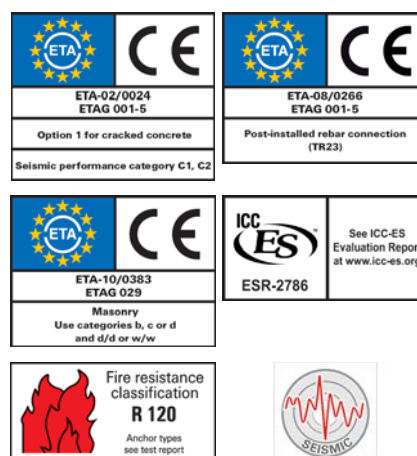 ETA
CE
ETA-02/0024
ETAG 001-5
Option 1 for cracked concrete
Seismic performance category C1, C2
ETA
CE
ETA-08/0266
ETAG 001-5
Post-installed rebar connection
(TR23)
ETA
CE
ETA-10/0383
ETAG 029
Masonry
Use categories b, c or d
and d/d or w/w
ICC
ES
ESR-2786
See ICC-ES
Evaluation Repor
at www.icc-es.org
Fire resistance
classification
R 120
Anchor types
see test report
SEISMIC